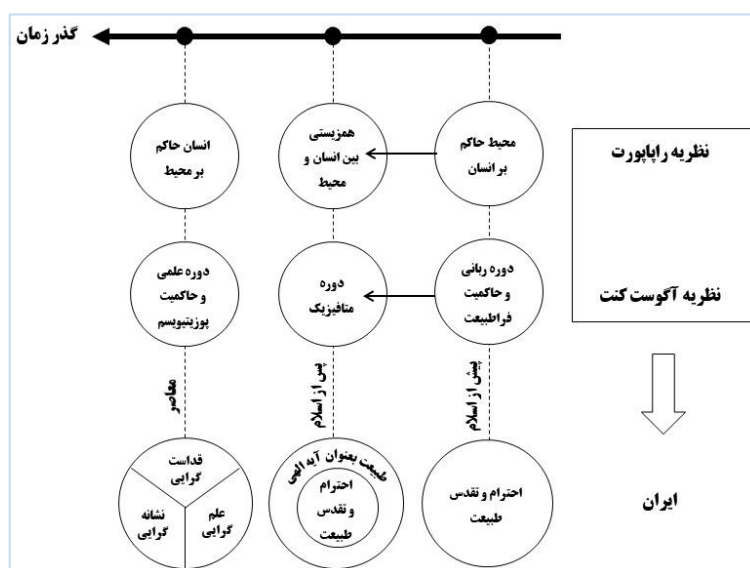 گذر زمان
نظریه راپاپورت
محیط حاکم
بر انسان
همزیستی
بین انسان و
محیط
انسان حاکم
بر محیط
نظریه آگوست کنت
دوره ربانی
و حاکمیت
فراطبیعت
دوره
متافیزیک
دوره علمی
و حاکمیت
پوزیتیویسم
پیش از اسلام
پس از اسلام
معاصر
ایران
احترام و تقدس
طبیعت
طبیعت بعنوان آیه الهی
احترام
و تقدس
طبیعت
قداست
گرایی
علم
گرایی
نشانه
گرایی